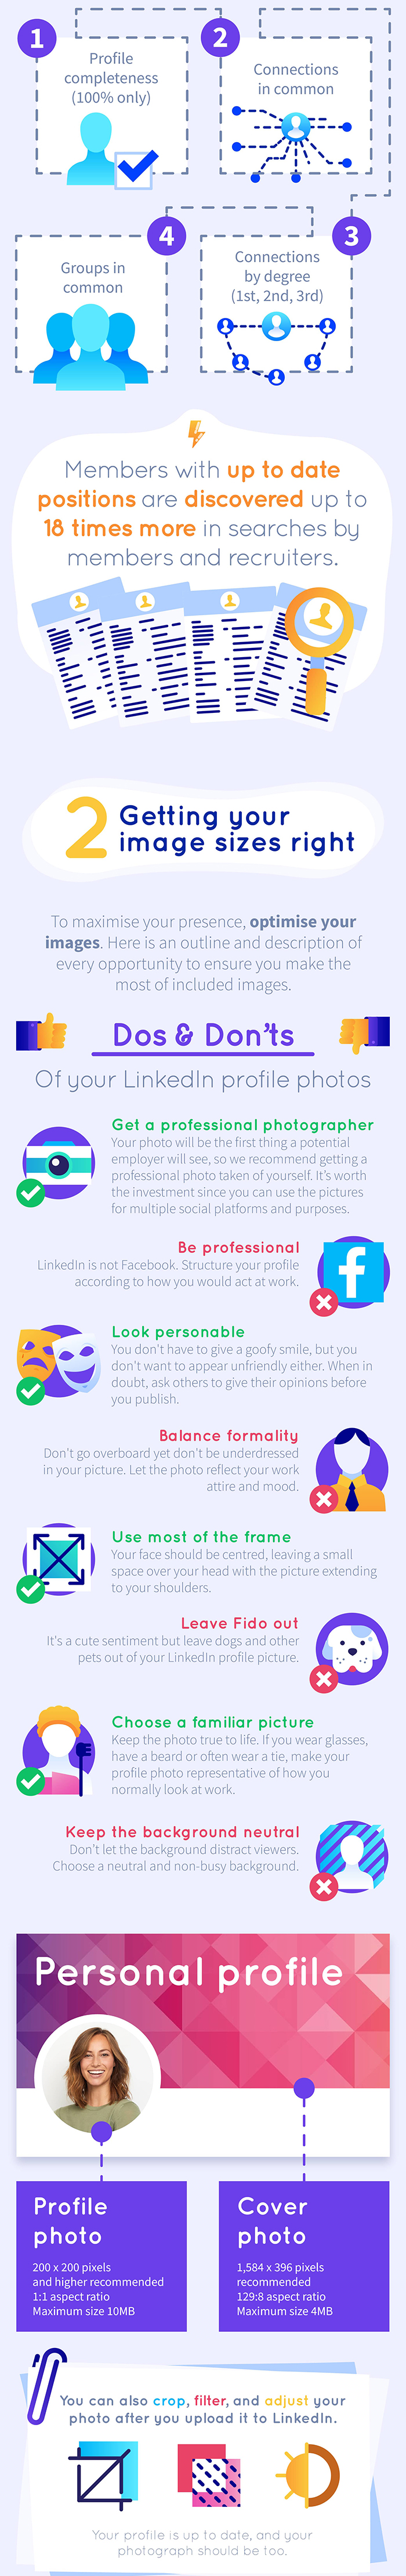 1
Profile
completeness
(100% only)
2
Connections
in common
3
Connections
by degree
(1st, 2nd, 3rd)
4
Groups in
common
Members with up to date
positions are discovered up to
18 times more in searches by
members and recruiters.
2 Getting your
image sizes right
To maximise your presence, optimise your
images. Here is an outline and description of
every opportunity to ensure you make the
most of included images.
Dos & Don'ts
Of your LinkedIn profile photos
Get a professional photographer
Your photo will be the first thing a potential
employer will see, so we recommend getting a
professional photo taken of yourself. It's worth
the investment since you can use the pictures
for multiple social platforms and purposes.
Be professional
LinkedIn is not Facebook. Structure your profile
according to how you would act at work.
f
Look personable
You don't have to give a goofy smile, but you
don't want to appear unfriendly either. When in
doubt, ask others to give their opinions before
you publish.
Balance formality
Don't go overboard yet don't be underdressed
in your picture. Let the photo reflect your work
attire and mood.
Use most of the frame
Your face should be centred, leaving a small
space over your head with the picture extending
to your shoulders.
Leave Fido out
It's a cute sentiment but leave dogs and other
pets out of your LinkedIn profile picture.
Choose a familiar picture
Keep the photo true to life. If you wear glasses,
have a beard or often wear a tie, make your
profile photo representative of how you
normally look at work.
Keep the background neutral
Don't let the background distract viewers.
Choose a neutral and non-busy background.
Personal profile
Profile
photo
200 x 200 pixels
and higher recommended
1:1 aspect ratio
Maximum size 10MB
Cover
photo
1,584 x 396 pixels
recommended
129:8 aspect ratio
Maximum size 4MB
You can also crop, filter, and adjust your
photo after you upload it to LinkedIn.
Your profile is up to date, and your
photograph should be too.